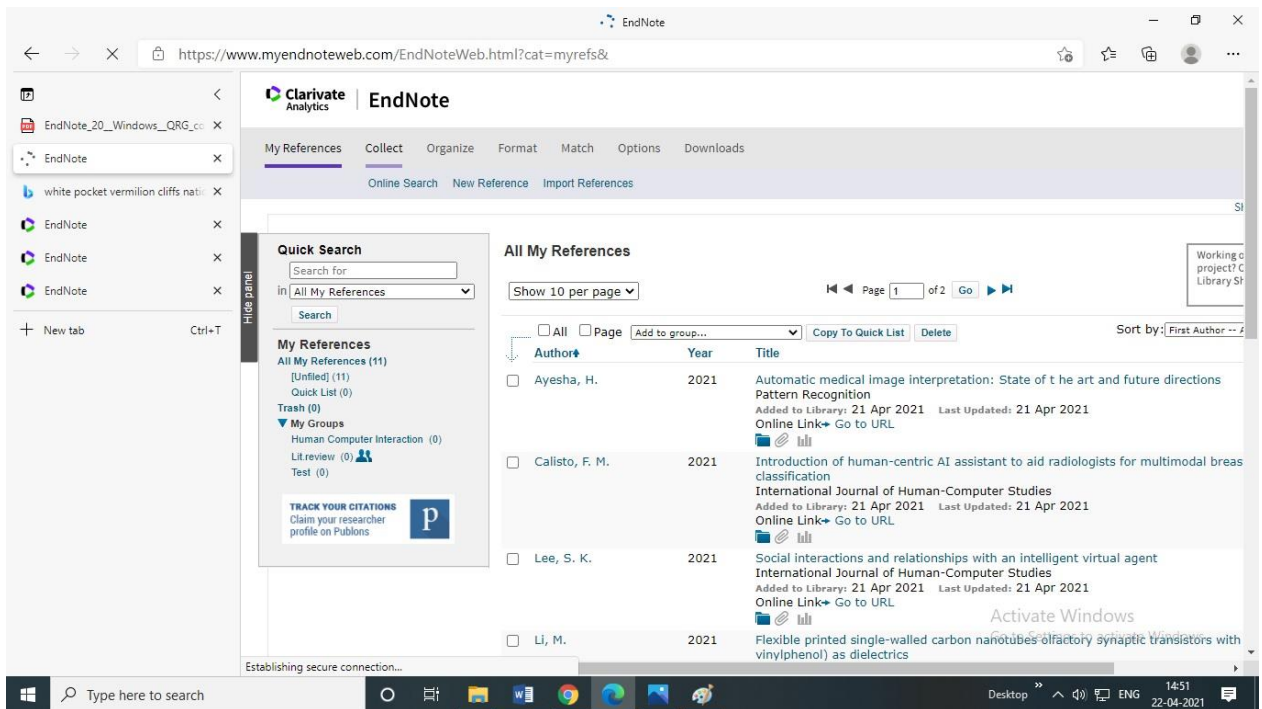 EndNote
https://www.myendnoteweb.com/EndNoteWeb.html?cat=myrefs&
EndNote_20__Windows__QRG_cc
EndNote
white pocket vermilion cliffs natic
EndNote
EndNote
EndNote
New tab Ctrl+T
Clarivate
Analytics
EndNote
My References Collect Organize Format Match Options Downloads
Online Search New Reference Import References
Hide panel
Quick Search
Search for
in All My References
Search
My References
All My References (11)
[Unfiled] (11)
Quick List (0)
Trash (0)
▼ My Groups
Human Computer Interaction (0)
Lit.review (0)
Test (0)
TRACK YOUR CITATIONS
Claim your researcher
profile on Publons
p
All My References
Show 10 per page
Page 1 of 2 Go
Working o
project? C
Library Sh
All Page Add to group... Copy To Quick List Delete
Sort by: First Author -- A
Author Year Title
Ayesha, H. 2021 Automatic medical image interpretation: State of t he art and future directions
Pattern Recognition
Added to Library: 21 Apr 2021 Last Updated: 21 Apr 2021
Online Link→ Go to URL
Calisto, F. M. 2021 Introduction of human-centric AI assistant to aid radiologists for multimodal breas
classification
International Journal of Human-Computer Studies
Added to Library: 21 Apr 2021 Last Updated: 21 Apr 2021
Online Link→ Go to URL
Lee, S. K. 2021 Social interactions and relationships with an intelligent virtual agent
International Journal of Human-Computer Studies
Added to Library: 21 Apr 2021 Last Updated: 21 Apr 2021
Online Link→ Go to URL
Activate Windows
Go to Settings to activate Windows.
Li, M. 2021 Flexible printed single-walled carbon nanotubes olfactory synaptic transistors with
vinylphenol) as dielectrics
Establishing secure connection...
Type here to search
Desktop
ENG
14:51
22-04-2021